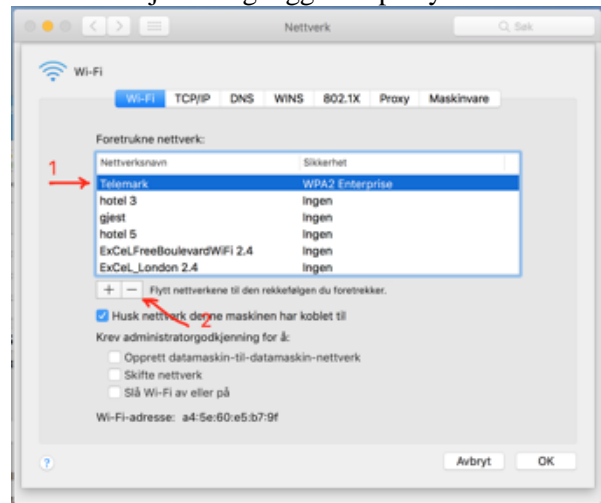 Nettverk
Søk
Wi-Fi
Wi-Fi TCP/IP DNS WINS 802.1X Proxy Maskinvare
Foretrukne nettverk:
Nettverksnavn Sikkerhet
1
Telemark WPA2 Enterprise
hotel 3 Ingen
gjest Ingen
hotel 5 Ingen
ExCeLFreeBoulevardWiFi 2.4 Ingen
ExCeL_London 2.4 Ingen
+ − Flytt nettverkene til den rekkefølgen du foretrekker.
2
Husk nettverk denne maskinen har koblet til
Krev administratorgodkjenning for å:
Opprett datamaskin-til-datamaskin-nettverk
Skifte nettverk
Slå Wi-Fi av eller på
Wi-Fi-adresse: a4:5e:60:e5:b7:9f
? Avbryt OK